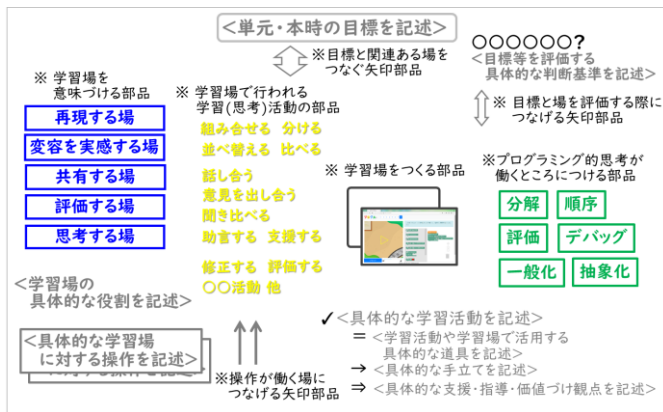 <単元・本時の目標を記述>
※目標と関連ある場を
つなぐ矢印部品
〇〇〇〇〇〇?
<目標等を評価する
具体的な判断基準を記述>
※ 目標と場を評価する際に
つなげる矢印部品
※ 学習場を
意味づける部品
再現する場
変容を実感する場
共有する場
評価する場
思考する場
<学習場の
具体的な役割を記述>
<具体的な学習場
に対する操作を記述>
※ 学習場で行われる
学習(思考)活動の部品
組み合せる 分ける
並べ替える 比べる
話し合う
意見を出し合う
聞き比べる
助言する 支援する
修正する 評価する
〇〇活動 他
※操作が働く場に
つなげる矢印部品
※ 学習場をつくる部品
※プログラミング的思考が
働くところにつける部品
分解 順序
評価 デバッグ
一般化 抽象化
✓<具体的な学習活動を記述>
= <学習活動や学習場で活用する
具体的な道具を記述>
→ <具体的な手立てを記述>
⇒ <具体的な支援・指導・価値づけ観点を記述>